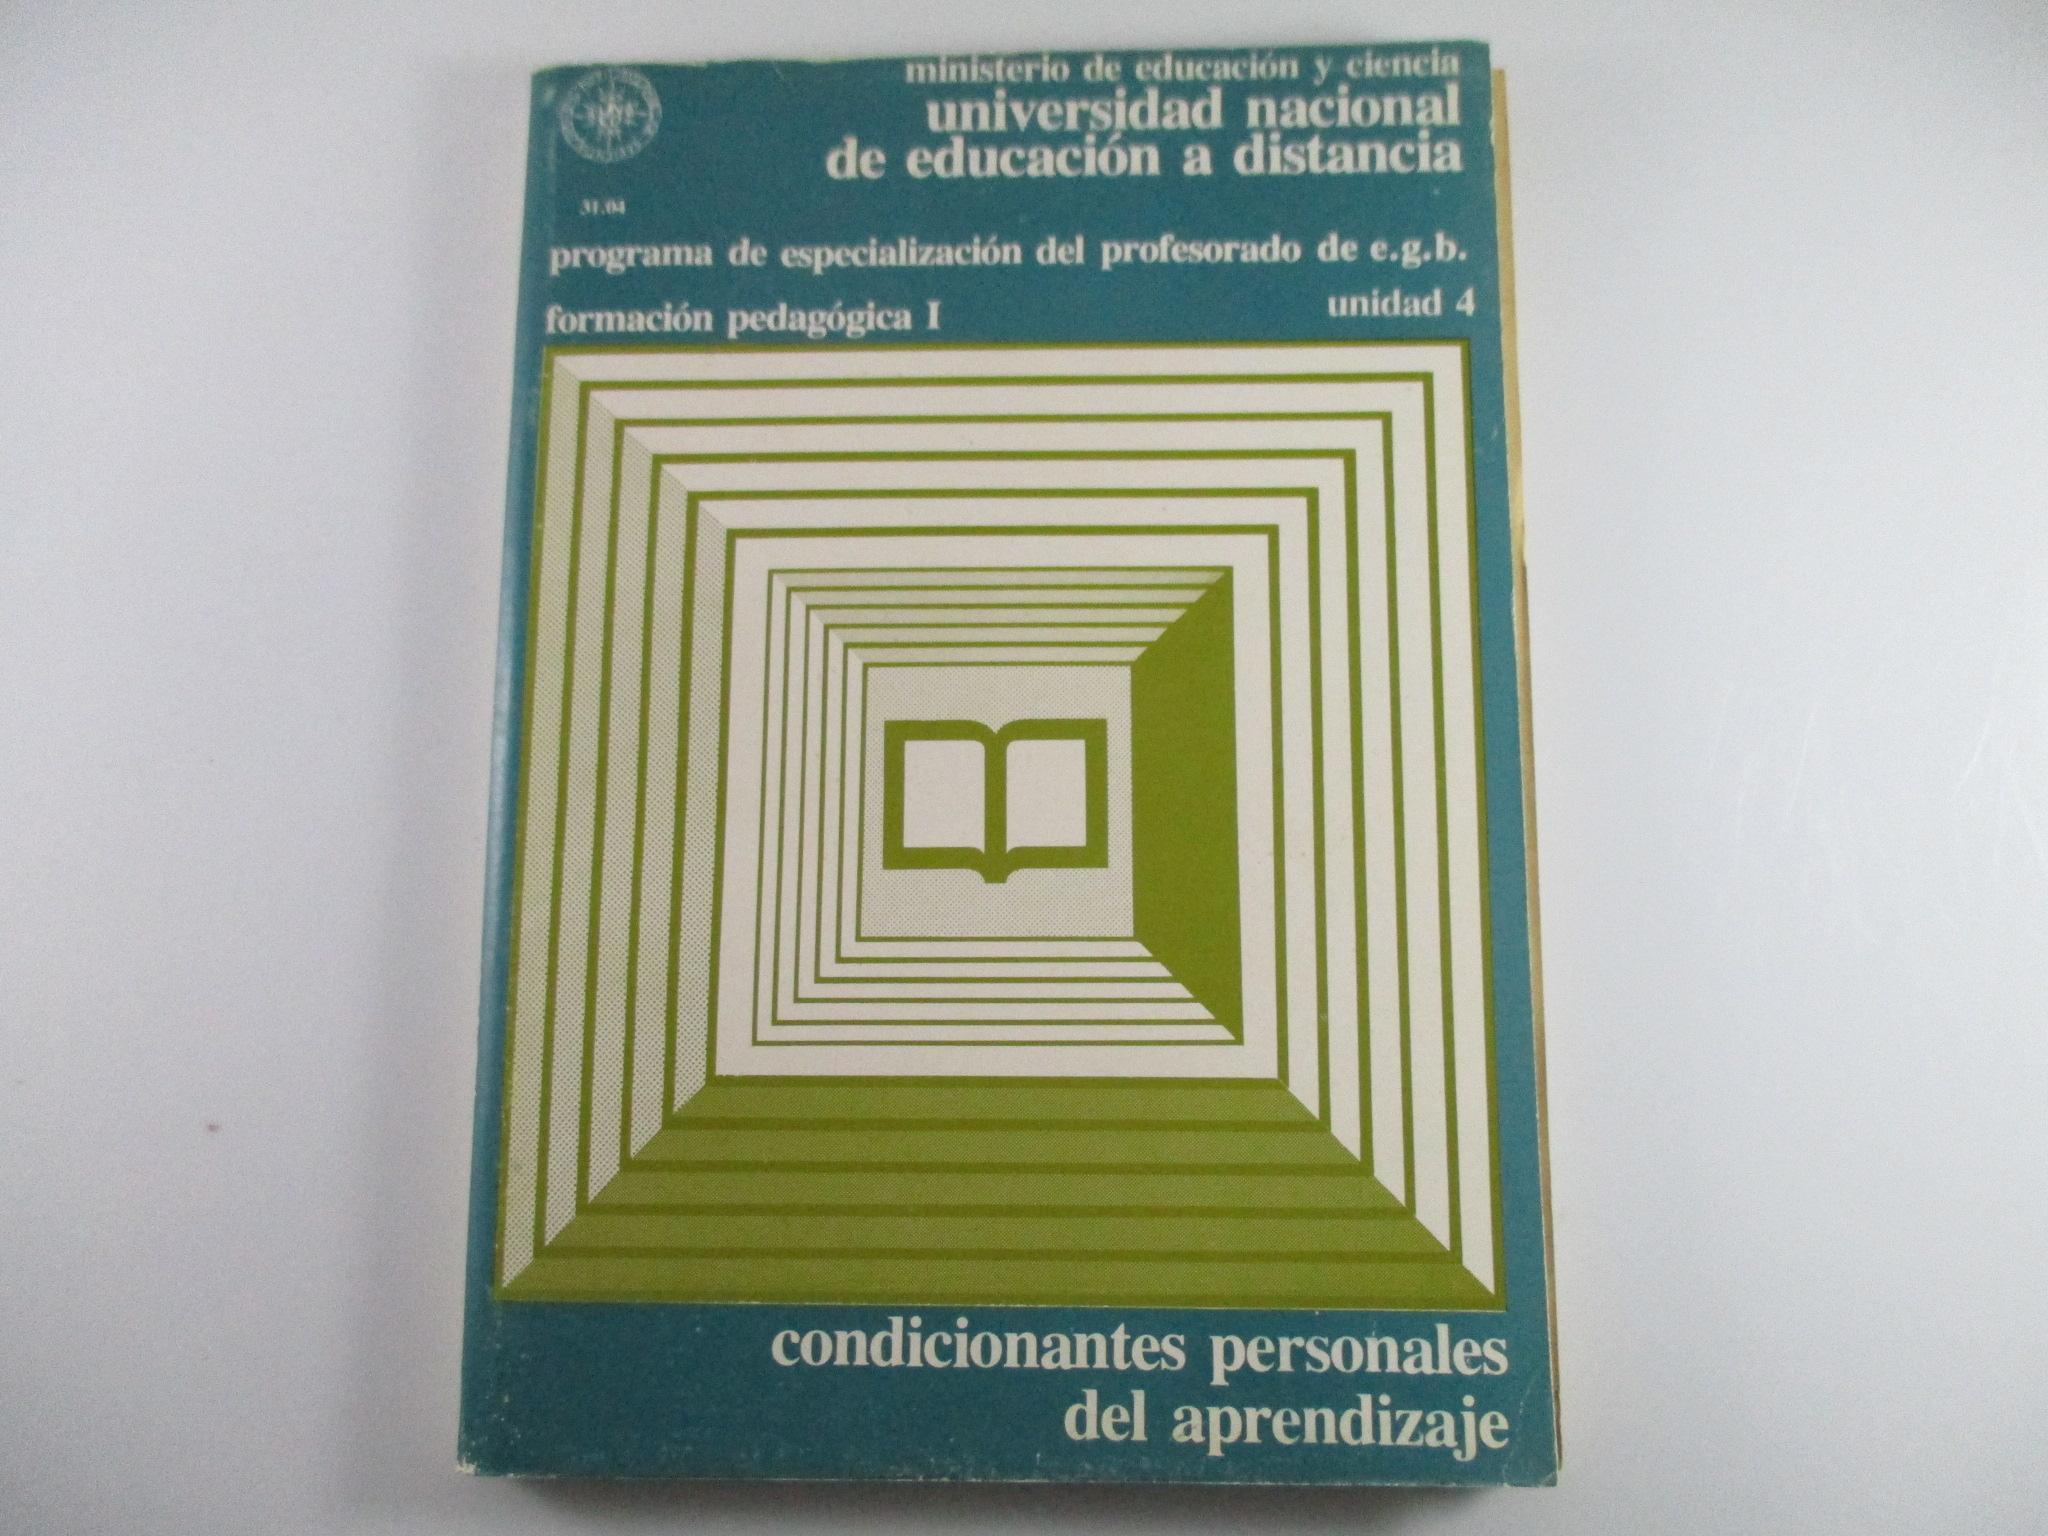 ministerio de educación y ciencia
universidad nacional
de educación a distancia
31.04
programa de especialización del profesorado de e.g.b.
formación pedagógica I
unidad 4
condicionantes personales
del aprendizaje